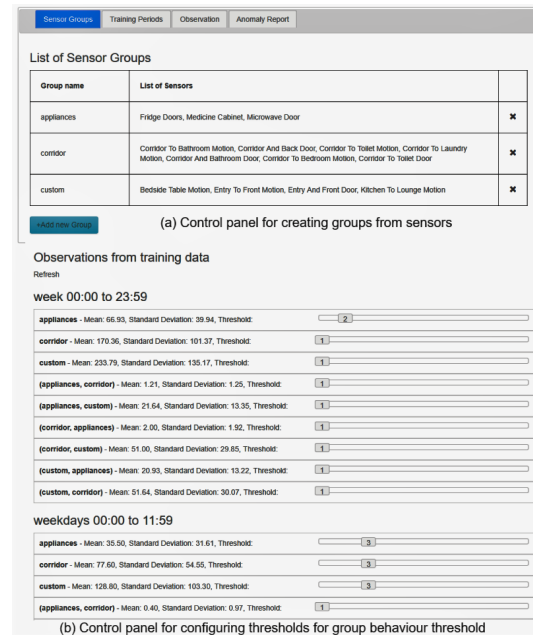 Sensor Groups Training Periods Observation Anomaly Report
List of Sensor Groups
Group name List of Sensors
appliances Fridge Doors, Medicine Cabinet, Microwave Door ✖
corridor Corridor To Bathroom Motion, Corridor And Back Door, Corridor To Toilet Motion, Corridor To Laundry
Motion, Corridor And Bathroom Door, Corridor To Bedroom Motion, Corridor To Toilet Door ✖
custom Bedside Table Motion, Entry To Front Motion, Entry And Front Door, Kitchen To Lounge Motion ✖
+Add new Group
(a) Control panel for creating groups from sensors
Observations from training data
Refresh
week 00:00 to 23:59
appliances - Mean: 66.93, Standard Deviation: 39.94, Threshold: 2
corridor - Mean: 170.36, Standard Deviation: 101.37, Threshold: 1
custom - Mean: 233.79, Standard Deviation: 135.17, Threshold: 1
(appliances, corridor) - Mean: 1.21, Standard Deviation: 1.25, Threshold: 1
(appliances, custom) - Mean: 21.64, Standard Deviation: 13.35, Threshold: 1
(corridor, appliances) - Mean: 2.00, Standard Deviation: 1.92, Threshold: 1
(corridor, custom) - Mean: 51.00, Standard Deviation: 29.85, Threshold: 1
(custom, appliances) - Mean: 20.93, Standard Deviation: 13.22, Threshold: 1
(custom, corridor) - Mean: 51.64, Standard Deviation: 30.07, Threshold: 1
weekdays 00:00 to 11:59
appliances - Mean: 35.50, Standard Deviation: 31.61, Threshold: 3
corridor - Mean: 77.60, Standard Deviation: 54.55, Threshold: 3
custom - Mean: 128.80, Standard Deviation: 103.30, Threshold: 3
(appliances, corridor) - Mean: 0.40, Standard Deviation: 0.97, Threshold: 1
(b) Control panel for configuring thresholds for group behaviour threshold